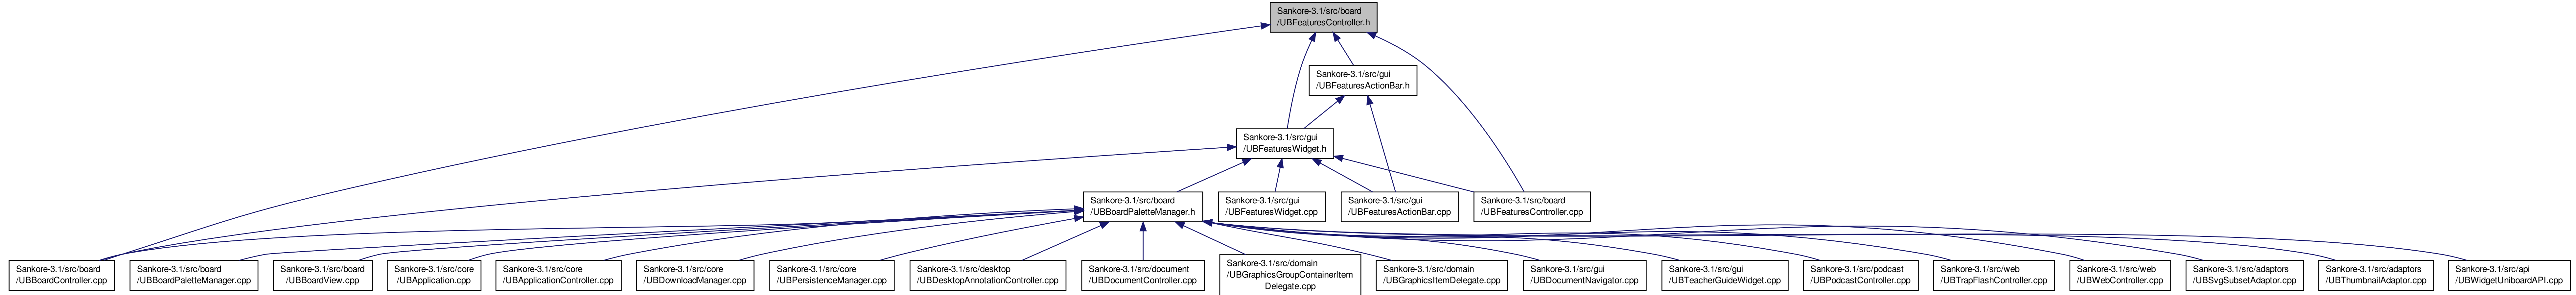 Sankore-3.1/src/board
/UBFeaturesController.h
Sankore-3.1/src/gui
/UBFeaturesActionBar.h
Sankore-3.1/src/gui
/UBFeaturesWidget.h
Sankore-3.1/src/board
/UBBoardPaletteManager.h
Sankore-3.1/src/gui
/UBFeaturesWidget.cpp
Sankore-3.1/src/gui
/UBFeaturesActionBar.cpp
Sankore-3.1/src/board
/UBFeaturesController.cpp
Sankore-3.1/src/board
/UBBoardController.cpp
Sankore-3.1/src/board
/UBBoardPaletteManager.cpp
Sankore-3.1/src/board
/UBBoardView.cpp
Sankore-3.1/src/core
/UBApplication.cpp
Sankore-3.1/src/core
/UBApplicationController.cpp
Sankore-3.1/src/core
/UBDownloadManager.cpp
Sankore-3.1/src/core
/UBPersistenceManager.cpp
Sankore-3.1/src/desktop
/UBDesktopAnnotationController.cpp
Sankore-3.1/src/document
/UBDocumentController.cpp
Sankore-3.1/src/domain
/UBGraphicsGroupContainerItem
Delegate.cpp
Sankore-3.1/src/domain
/UBGraphicsItemDelegate.cpp
Sankore-3.1/src/gui
/UBDocumentNavigator.cpp
Sankore-3.1/src/gui
/UBTeacherGuideWidget.cpp
Sankore-3.1/src/podcast
/UBPodcastController.cpp
Sankore-3.1/src/web
/UBTrapFlashController.cpp
Sankore-3.1/src/web
/UBWebController.cpp
Sankore-3.1/src/adaptors
/UBSvgSubsetAdaptor.cpp
Sankore-3.1/src/adaptors
/UBThumbnailAdaptor.cpp
Sankore-3.1/src/api
/UBWidgetUniboardAPI.cpp